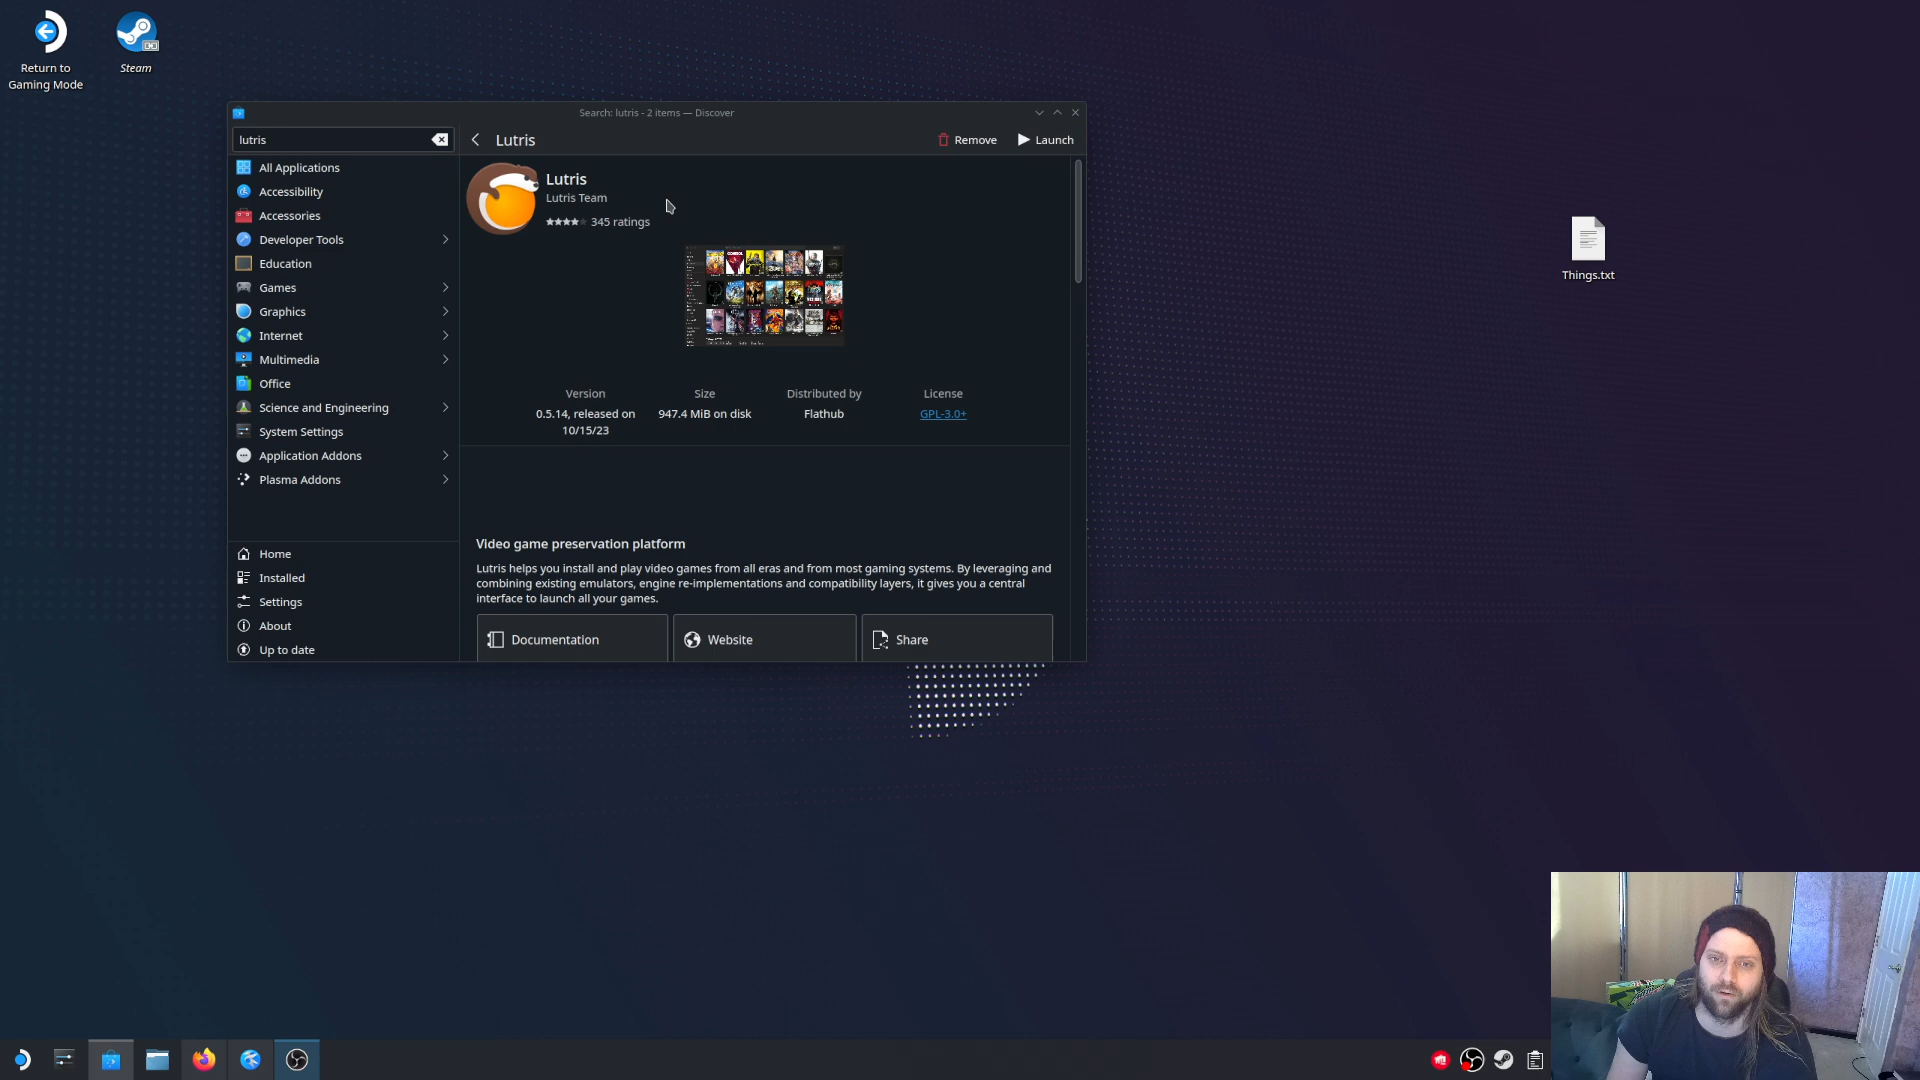 Return to
Gaming Mode
Steam
Search: lutris - 2 items — Discover
lutris
Lutris
Remove
Launch
All Applications
Accessibility
Accessories
Developer Tools
Education
Games
Graphics
Internet
Multimedia
Office
Science and Engineering
System Settings
Application Addons
Plasma Addons
Home
Installed
Settings
About
Up to date
Lutris
Lutris Team
345 ratings
Version
0.5.14, released on
10/15/23
Size
947.4 MiB on disk
Distributed by
Flathub
License
GPL-3.0+
Video game preservation platform
Lutris helps you install and play video games from all eras and from most gaming systems. By leveraging and
combining existing emulators, engine re-implementations and compatibility layers, it gives you a central
interface to launch all your games.
Documentation
Website
Share
Things.txt